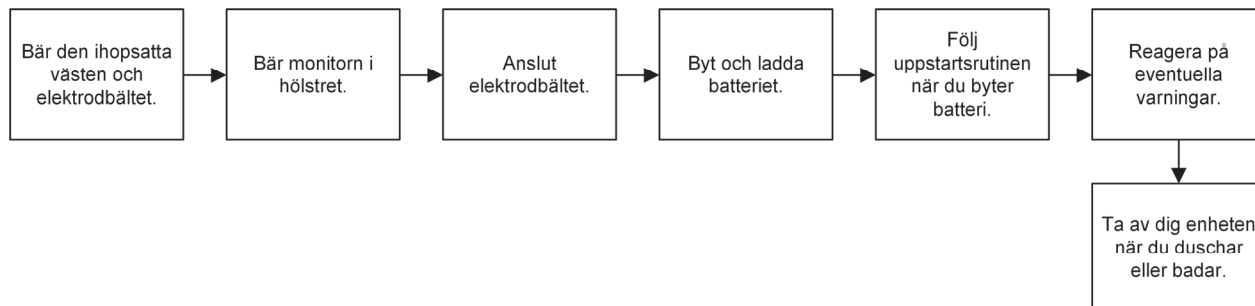 Bär den ihopsatta
västen och
elektrodbältet.
Bär monitorn i
hölstret.
Anslut
elektrodbältet.
Byt och ladda
batteriet.
Följ
uppstartsrutinen
när du byter
batteri.
Reagera på
eventuella
varningar.
Ta av dig enheten
när du duschar
eller badar.